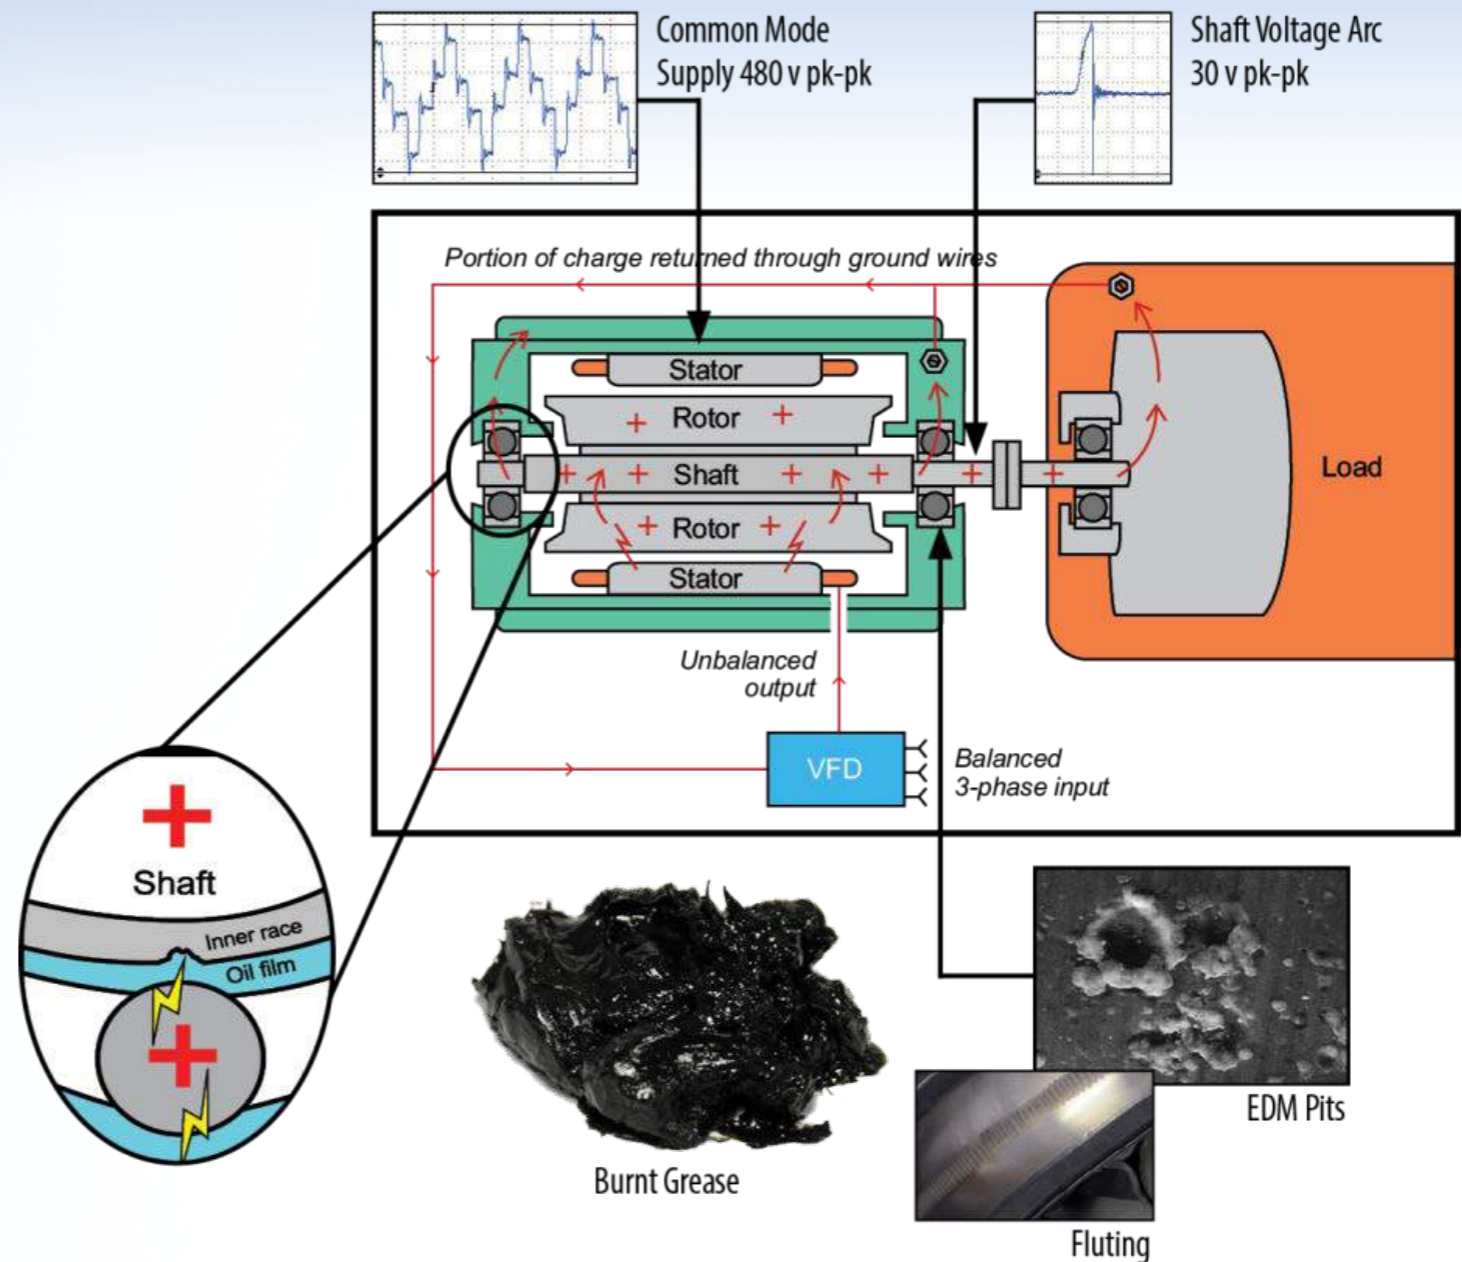 Common Mode
Supply 480 v pk-pk
Shaft Voltage Arc
30 v pk-pk
Portion of charge returned through ground wires
Stator
Rotor
Shaft
Rotor
Stator
Load
Unbalanced
output
VFD
Balanced
3-phase input
Shaft
Inner race
Oil film
Burnt Grease
EDM Pits
Fluting